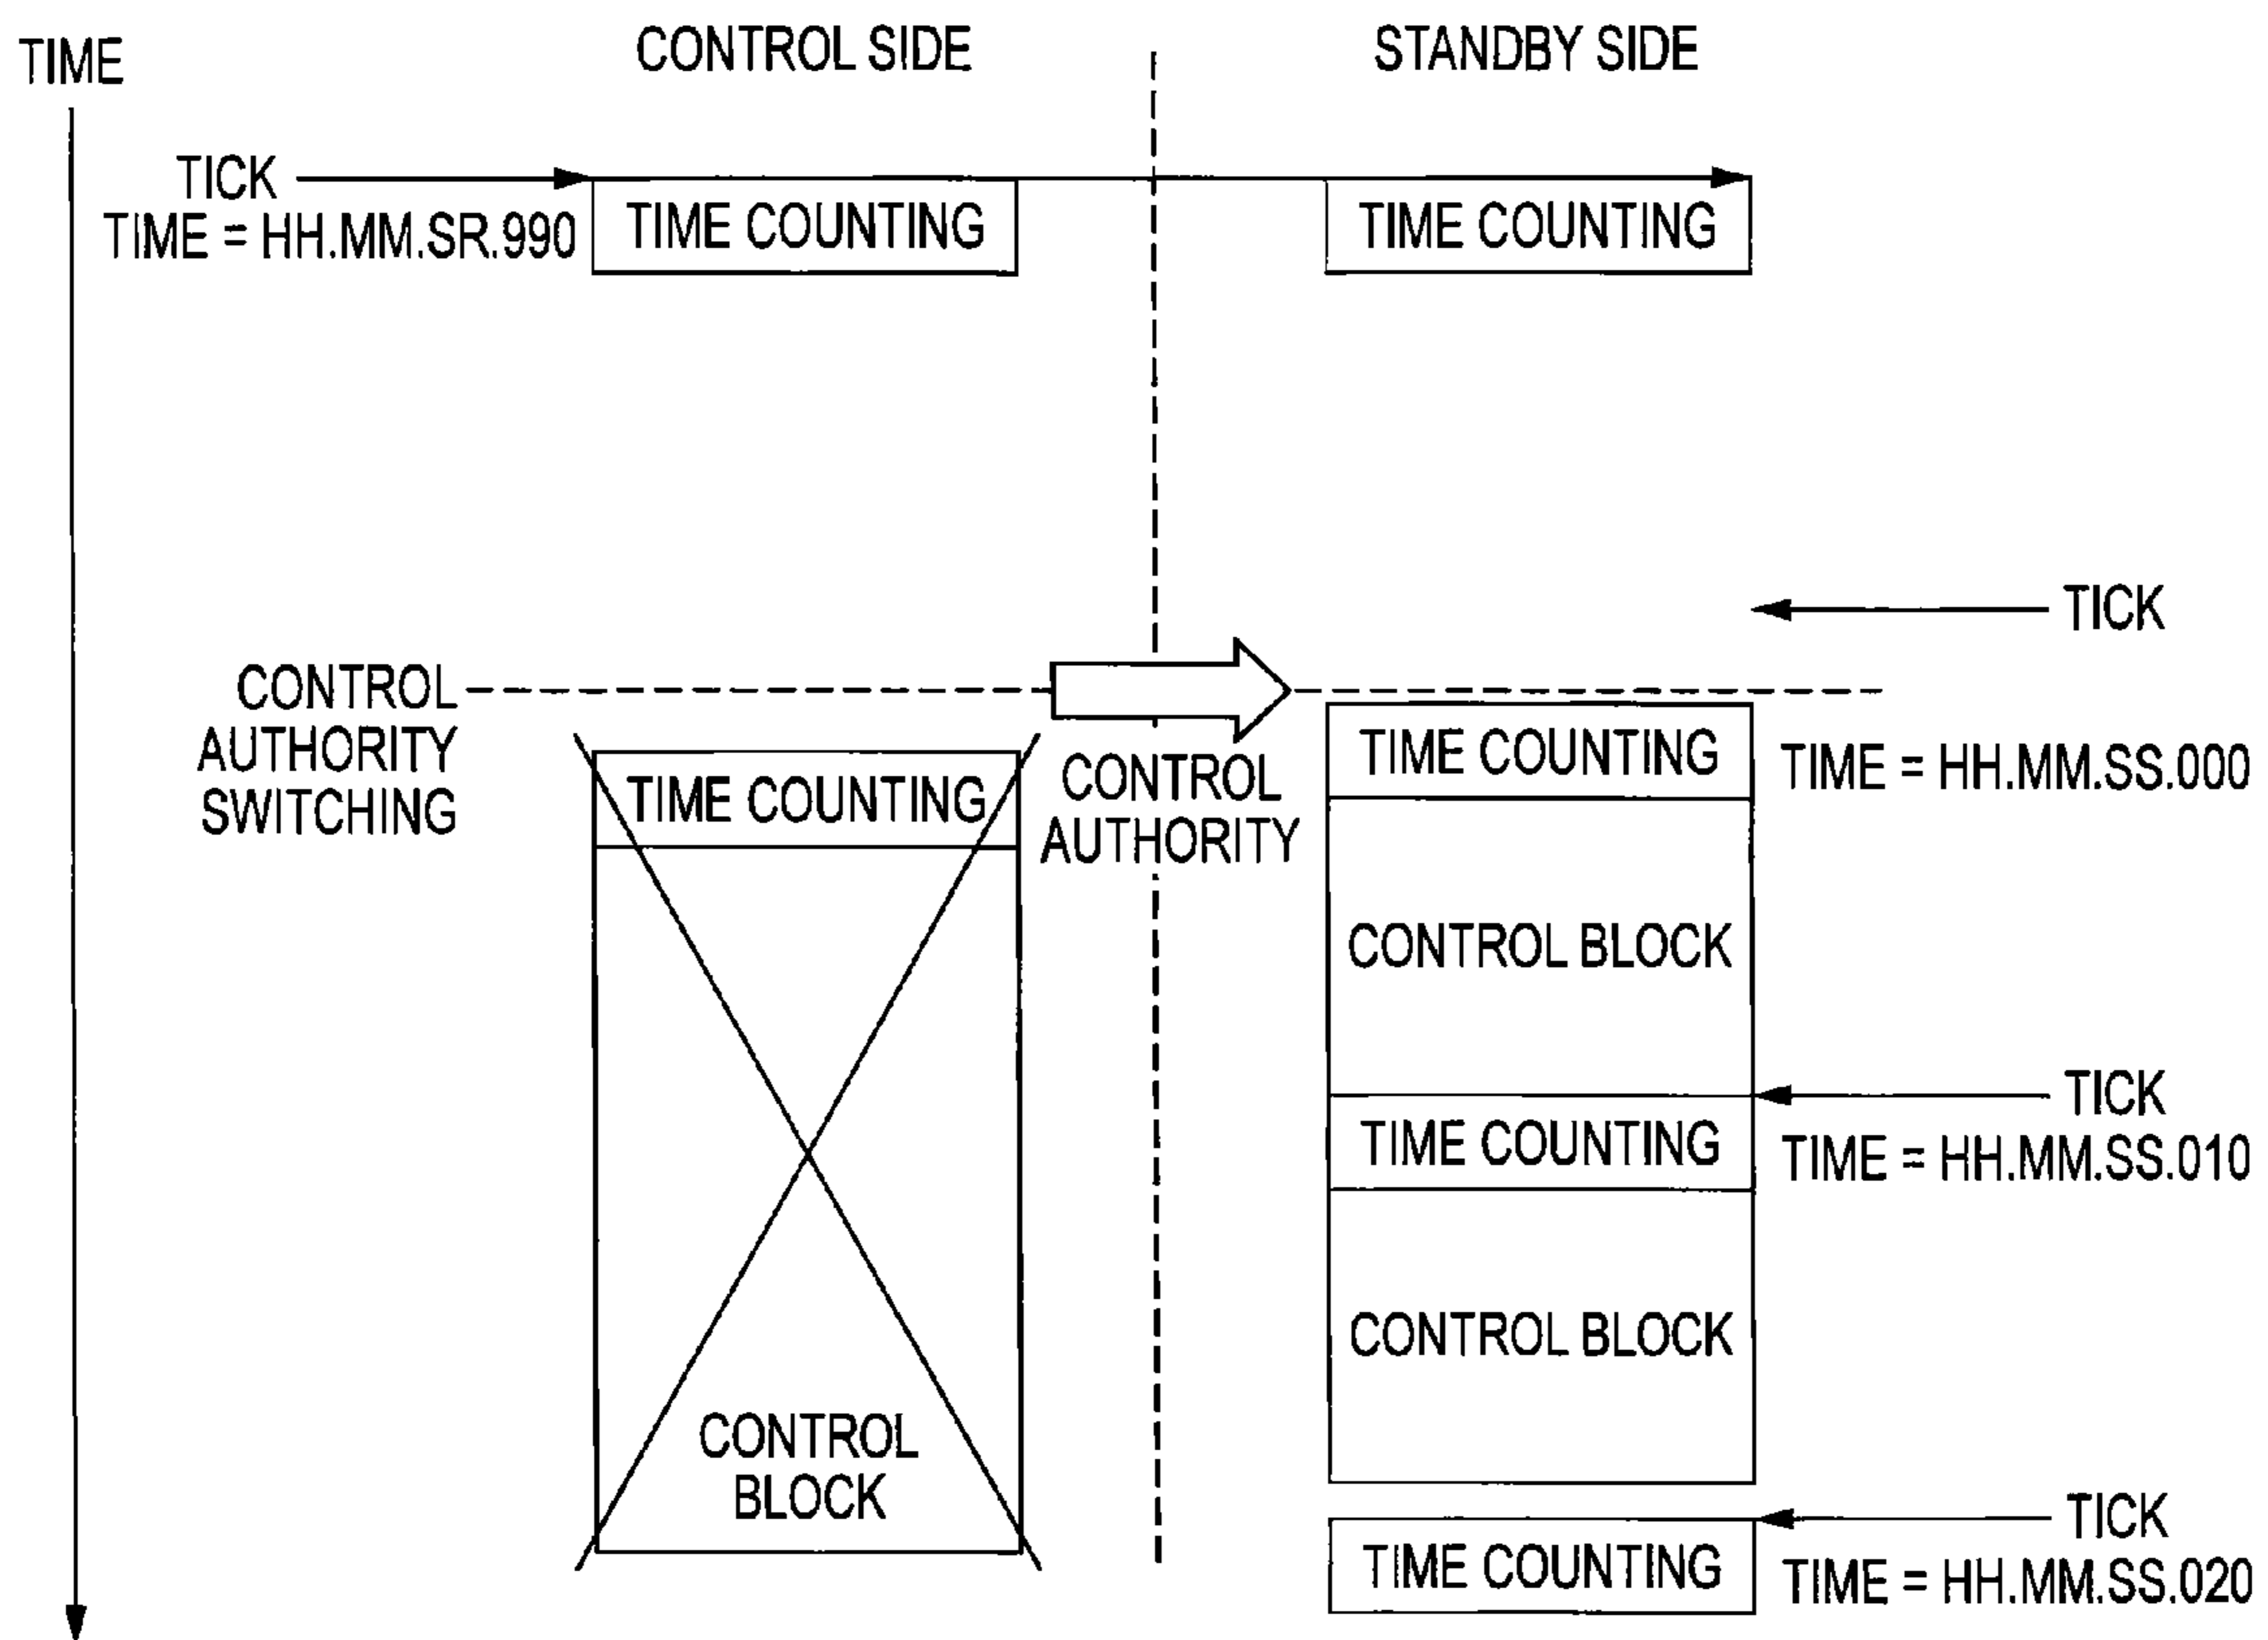 TIME
CONTROL SIDE
STANDBY SIDE
TICK
TIME = HH.MM.SR.990
TIME COUNTING
TIME COUNTING
TICK
CONTROL
AUTHORITY
SWITCHING
TIME COUNTING
CONTROL
AUTHORITY
TIME COUNTING
TIME = HH.MM.SS.000
CONTROL BLOCK
TICK
TIME COUNTING
TIME = HH.MM.SS.010
CONTROL BLOCK
CONTROL
BLOCK
TICK
TIME COUNTING
TIME = HH.MM.SS.020